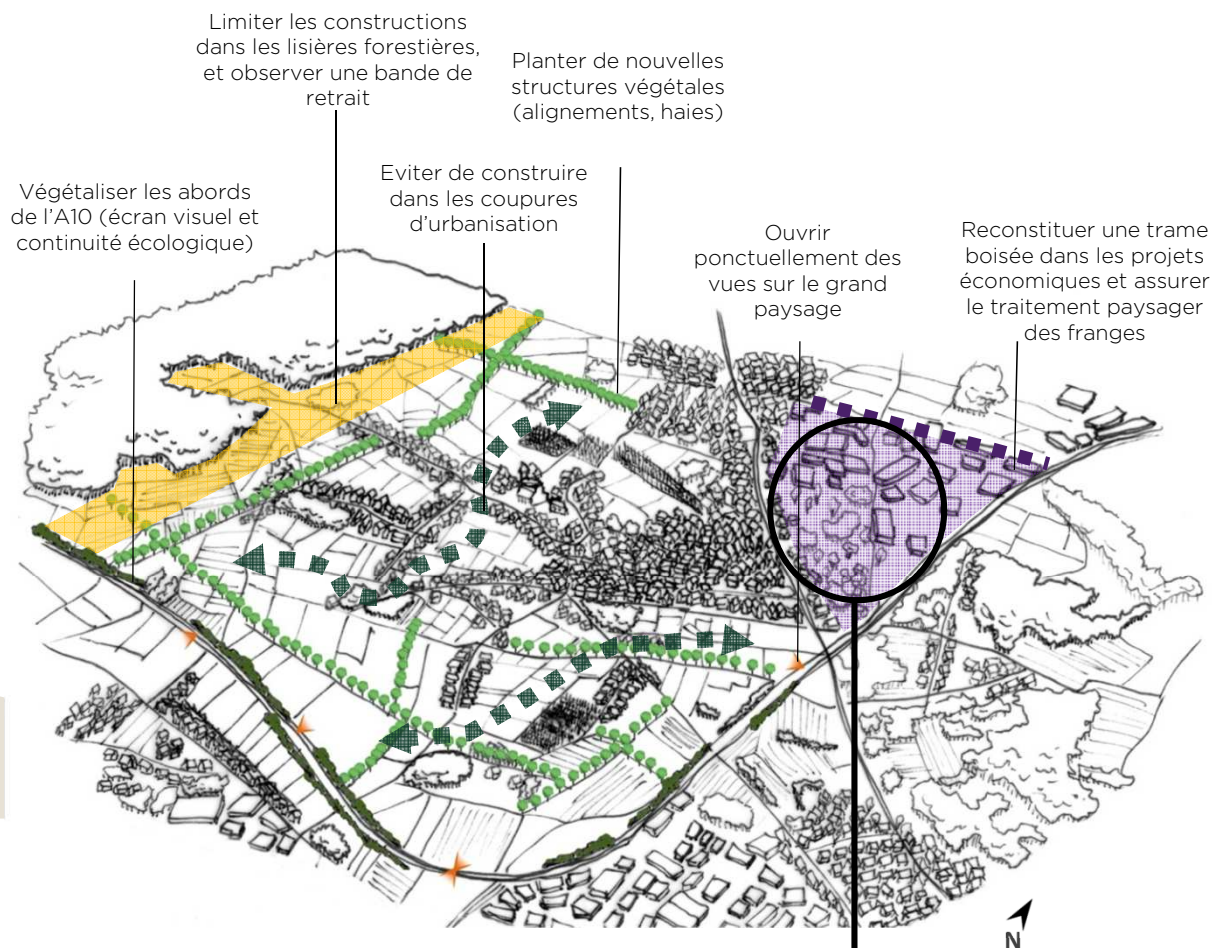 Limiter les constructions
dans les lisières forestières,
et observer une bande de
retrait
Planter de nouvelles
structures végétales
(alignements, haies)
Végétaliser les abords
de l'A10 (écran visuel et
continuité écologique)
Eviter de construire
dans les coupures
d'urbanisation
Ouvrir
ponctuellement des
vues sur le grand
paysage
Reconstituer une trame
boisée dans les projets
économiques et assurer
le traitement paysager
des franges
N